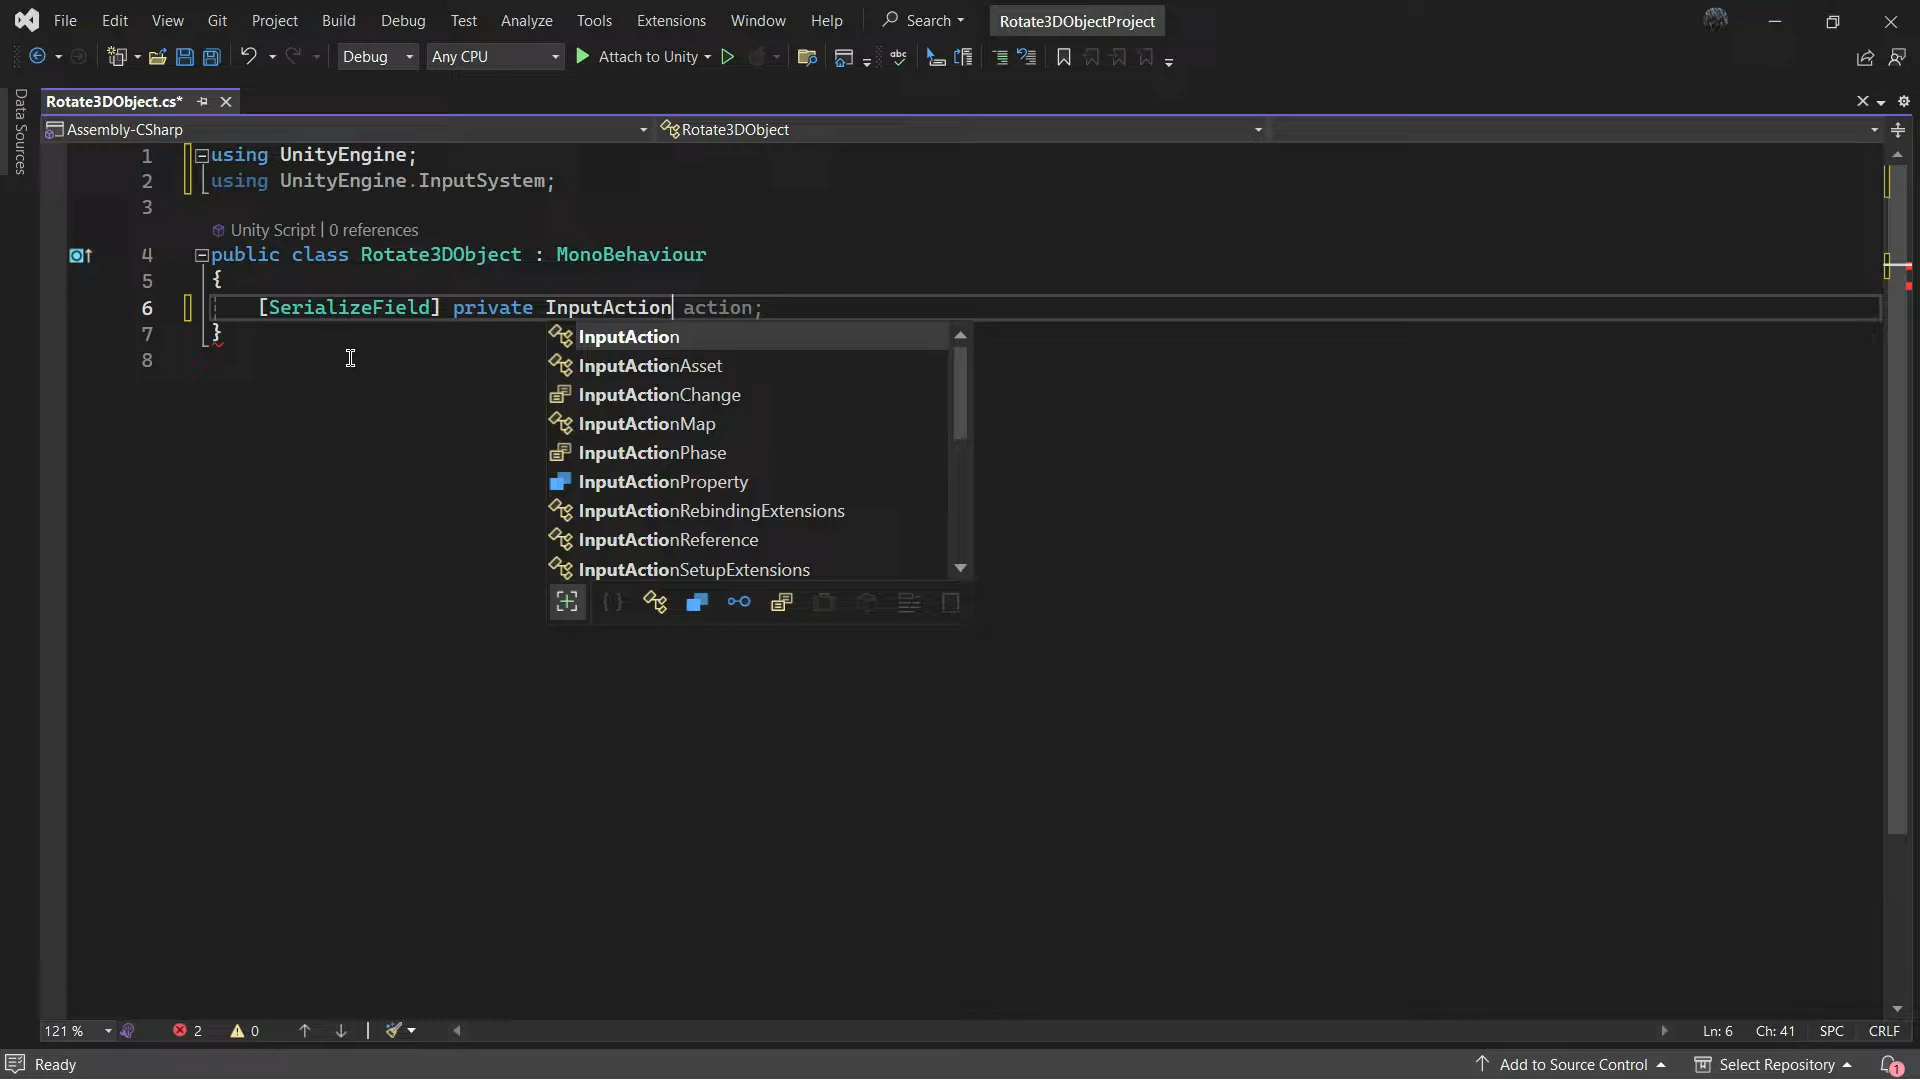 File Edit View Git Project Build Debug Test Analyze Tools Extensions Window Help Search Rotate3DObjectProject
Debug Any CPU Attach to Unity abc
Data Sources
Rotate3DObject.cs*
Assembly-CSharp Rotate3DObject
1 using UnityEngine;
2 using UnityEngine.InputSystem;
3
Unity Script | 0 references
4 public class Rotate3DObject : MonoBehaviour
5 {
6 [SerializeField] private InputAction action;
7 }
8
InputAction
InputActionAsset
InputActionChange
InputActionMap
InputActionPhase
InputActionProperty
InputActionRebindingExtensions
InputActionReference
InputActionSetupExtensions
121 % 2 0 Ln: 6 Ch: 41 SPC CRLF
Ready Add to Source Control Select Repository 1